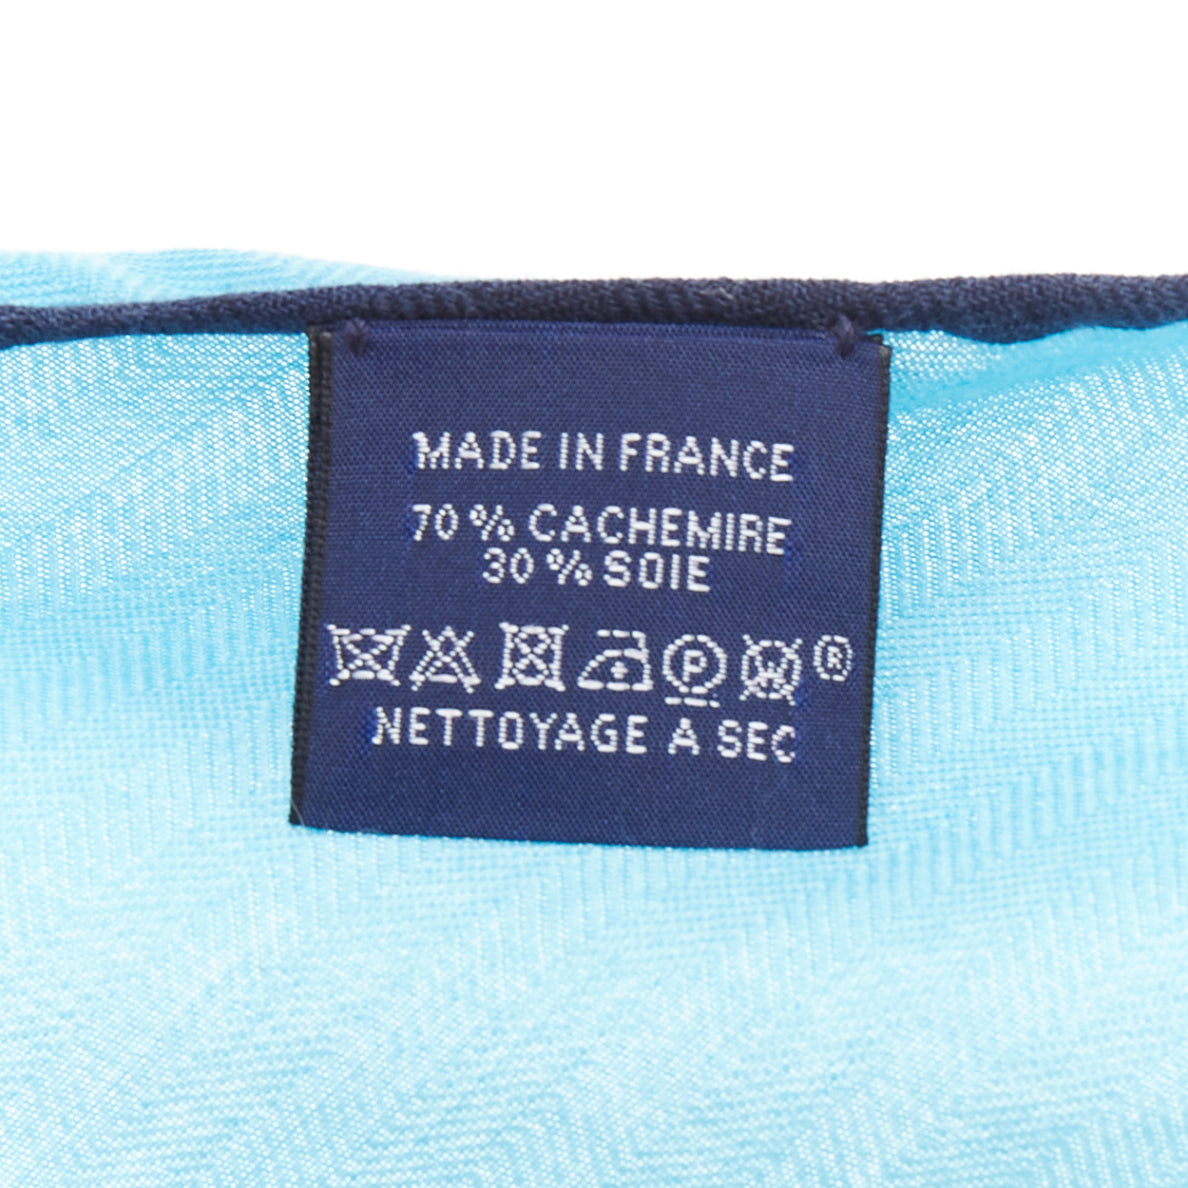 MADE IN FRANCE
70 % CACHEMIRE
30 % SOIE
P W ®
NETTOYAGE A SEC